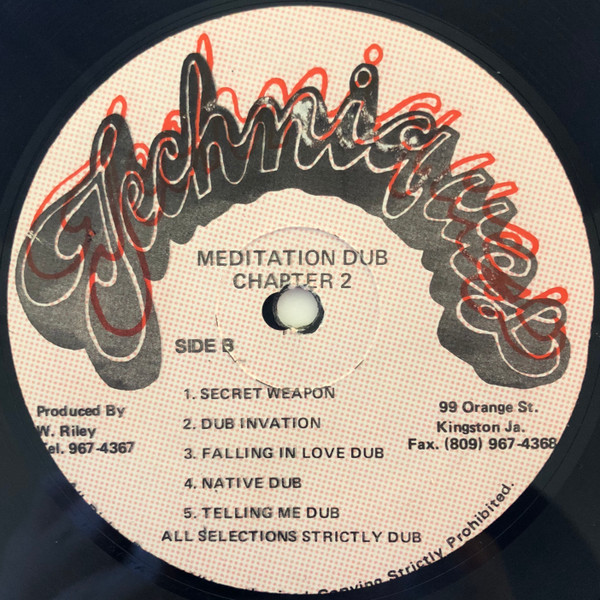 Techniques
MEDITATION DUB
CHAPTER 2
SIDE B
1. SECRET WEAPON
2. DUB INVATION
3. FALLING IN LOVE DUB
4. NATIVE DUB
5. TELLING ME DUB
ALL SELECTIONS STRICTLY DUB
Produced By
W. Riley
Tel. 967-4367
99 Orange St.
Kingston Ja.
Fax. (809) 967-4368
Copying Strictly Prohibited.